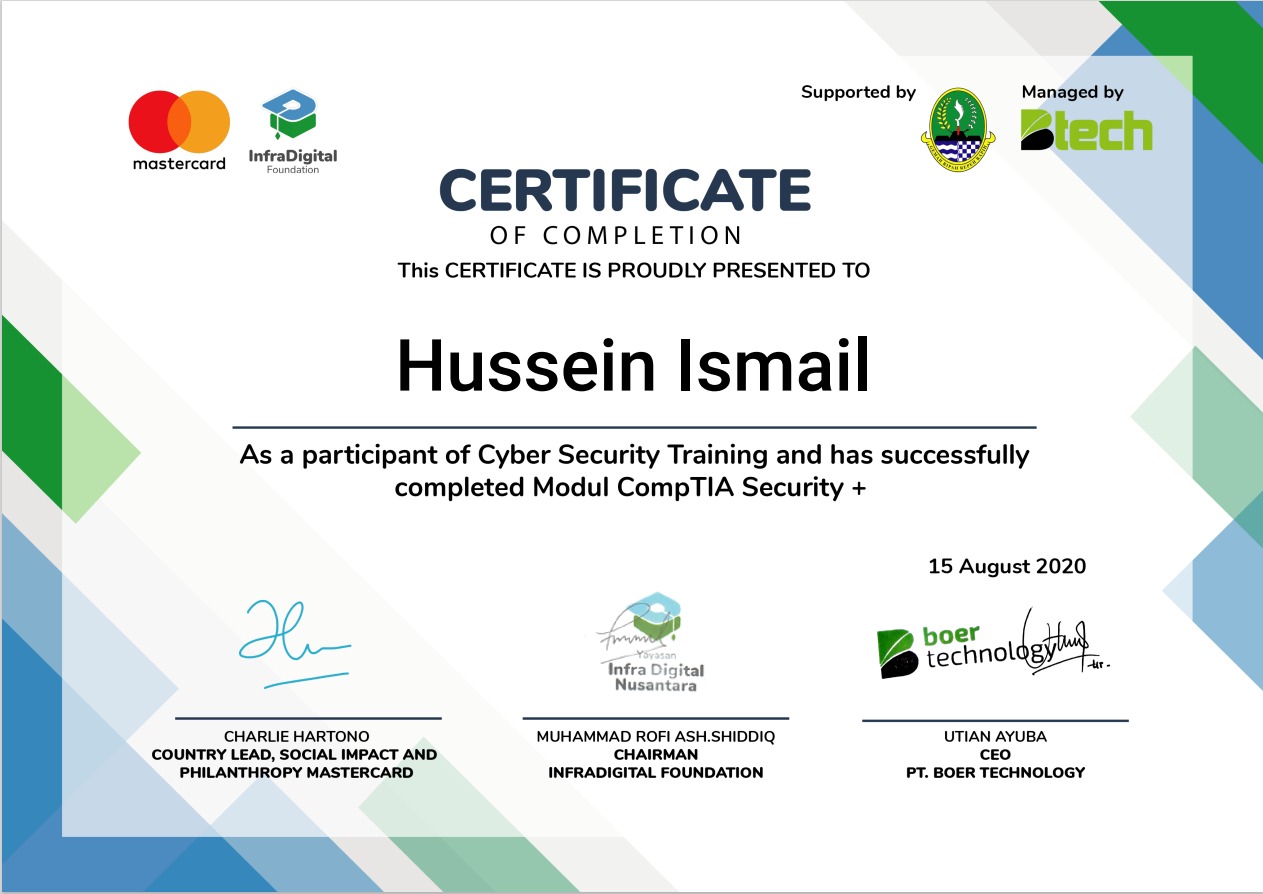 mastercard
InfraDigital
Foundation
Supported by
Managed by
Btech
CERTIFICATE
OF COMPLETION
This CERTIFICATE IS PROUDLY PRESENTED TO
Hussein Ismail
As a participant of Cyber Security Training and has successfully
completed Modul CompTIA Security +
15 August 2020
Yayasan
Infra Digital
Nusantara
boer
technology
CHARLIE HARTONO
COUNTRY LEAD, SOCIAL IMPACT AND
PHILANTHROPY MASTERCARD
MUHAMMAD ROFI ASH.SHIDDIQ
CHAIRMAN
INFRADIGITAL FOUNDATION
UTIAN AYUBA
CEO
PT. BOER TECHNOLOGY